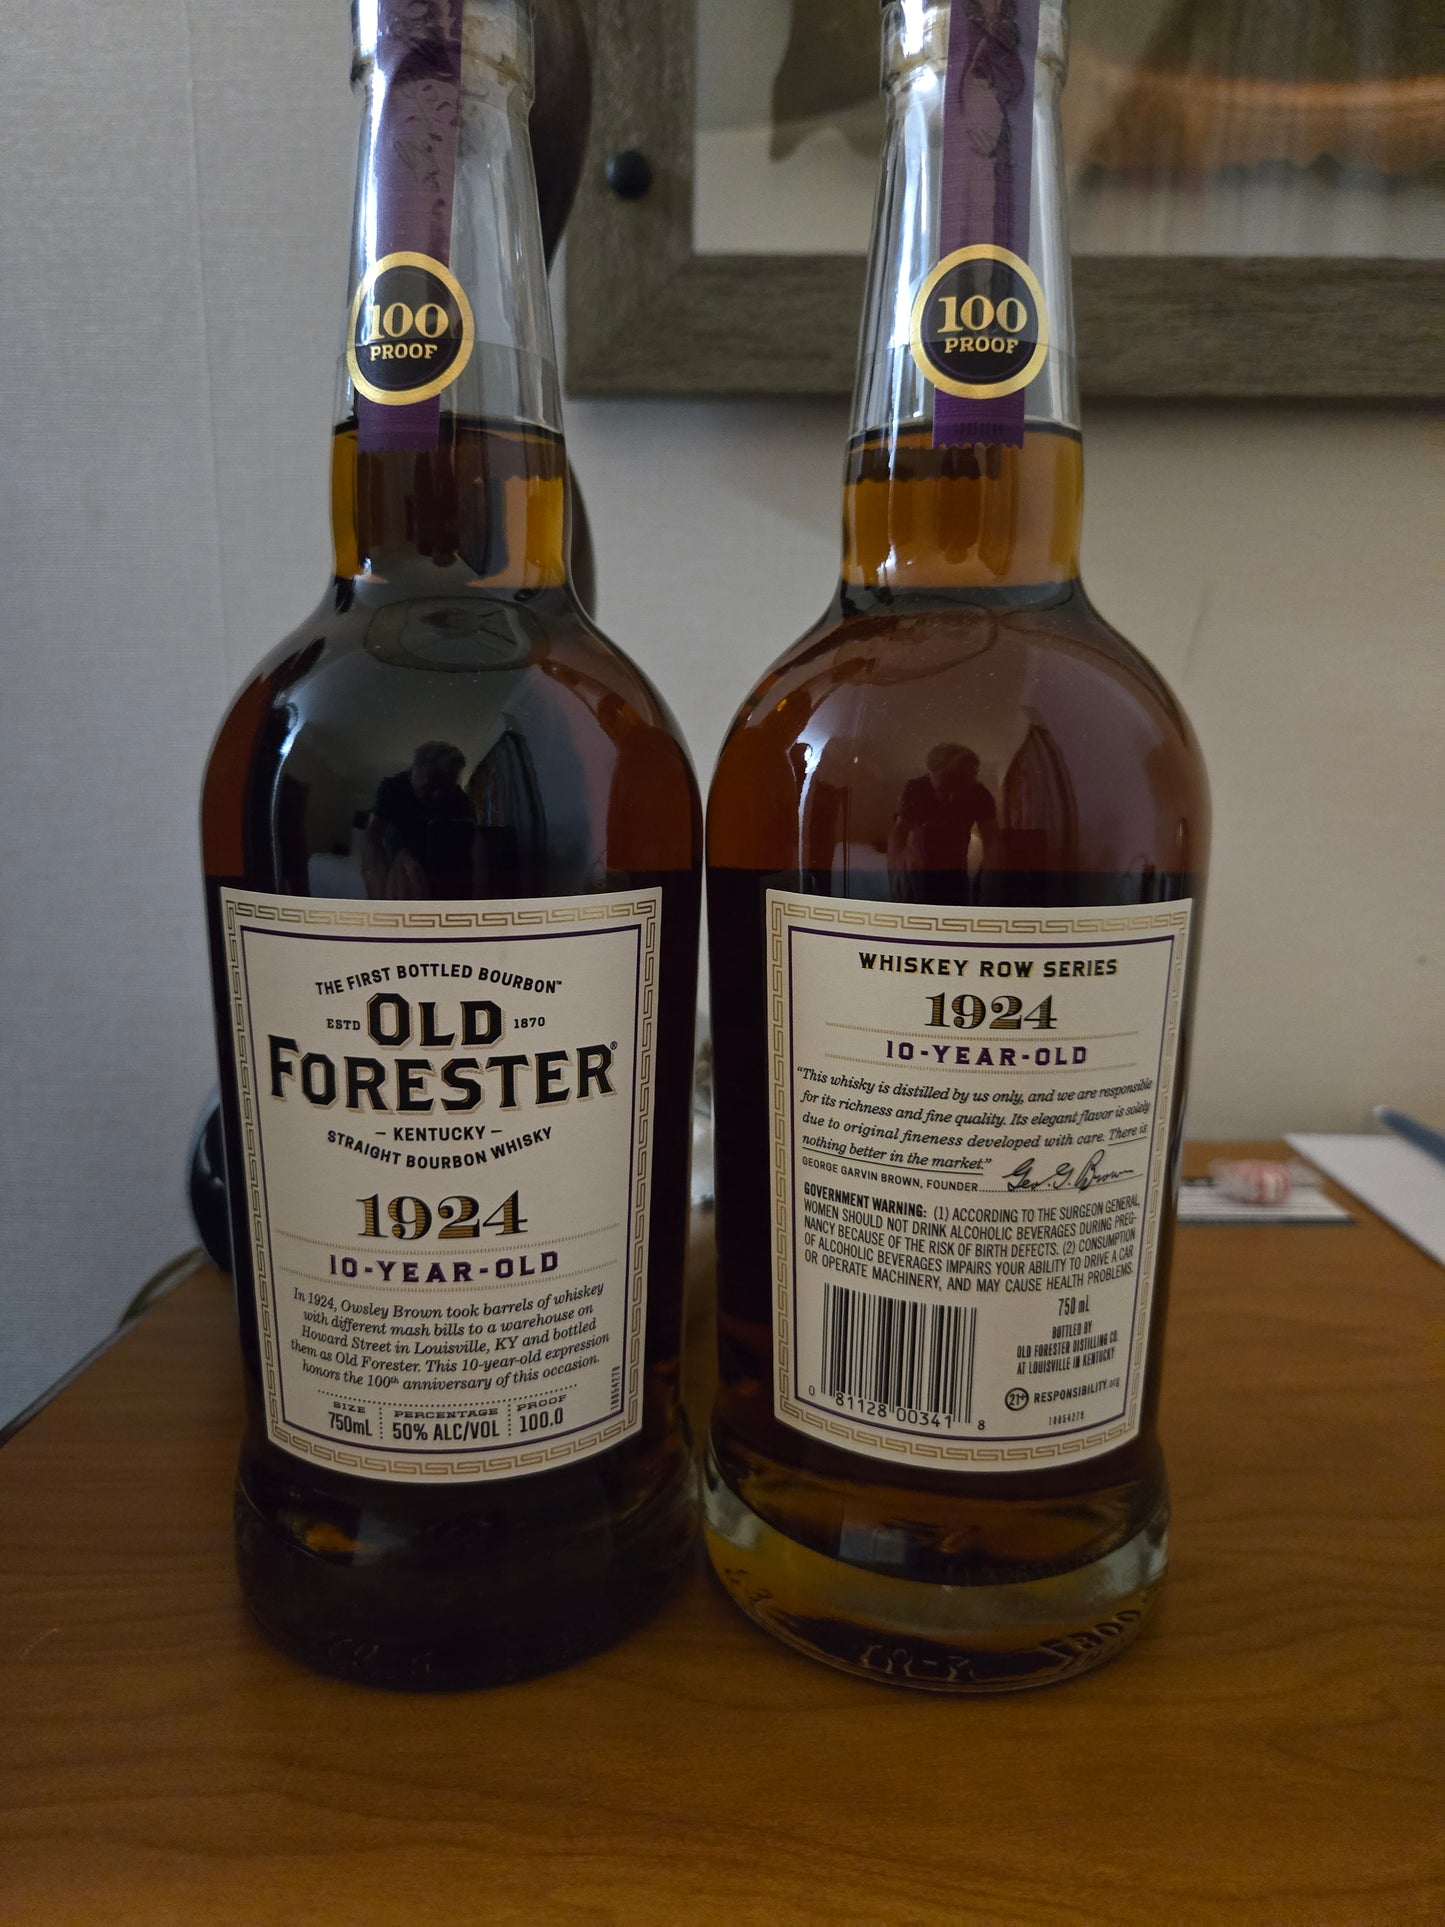 100
PROOF
THE FIRST BOTTLED BOURBON™
ESTD OLD 1870
FORESTER®
- KENTUCKY -
STRAIGHT BOURBON WHISKY
1924
10-YEAR-OLD
In 1924, Owsley Brown took barrels of whiskey
with different mash bills to a warehouse on
Howard Street in Louisville, KY and bottled
them as Old Forester. This 10-year-old expression
honors the 100th anniversary of this occasion.
SIZE
750mL
PERCENTAGE
50% ALC/VOL
PROOF
100.0
100
PROOF
WHISKEY ROW SERIES
1924
10-YEAR-OLD
"This whisky is distilled by us only, and we are responsible
for its richness and fine quality. Its elegant flavor is solely
due to original fineness developed with care. There is
nothing better in the market."
GEORGE GARVIN BROWN, FOUNDER Geo. G. Brown
GOVERNMENT WARNING: (1) ACCORDING TO THE SURGEON GENERAL,
WOMEN SHOULD NOT DRINK ALCOHOLIC BEVERAGES DURING PREG-
NANCY BECAUSE OF THE RISK OF BIRTH DEFECTS. (2) CONSUMPTION
OF ALCOHOLIC BEVERAGES IMPAIRS YOUR ABILITY TO DRIVE A CAR
OR OPERATE MACHINERY, AND MAY CAUSE HEALTH PROBLEMS.
750 mL
BOTTLED BY
OLD FORESTER DISTILLING CO.
AT LOUISVILLE IN KENTUCKY
21+ RESPONSIBILITY.org
0 81128 00341 8